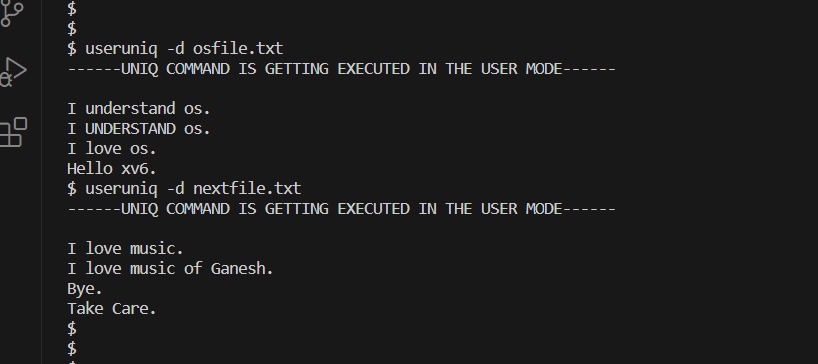 $
$
$ useruniq -d osfile.txt
------UNIQ COMMAND IS GETTING EXECUTED IN THE USER MODE------
I understand os.
I UNDERSTAND os.
I love os.
Hello xv6.
$ useruniq -d nextfile.txt
------UNIQ COMMAND IS GETTING EXECUTED IN THE USER MODE------
I love music.
I love music of Ganesh.
Bye.
Take Care.
$
$